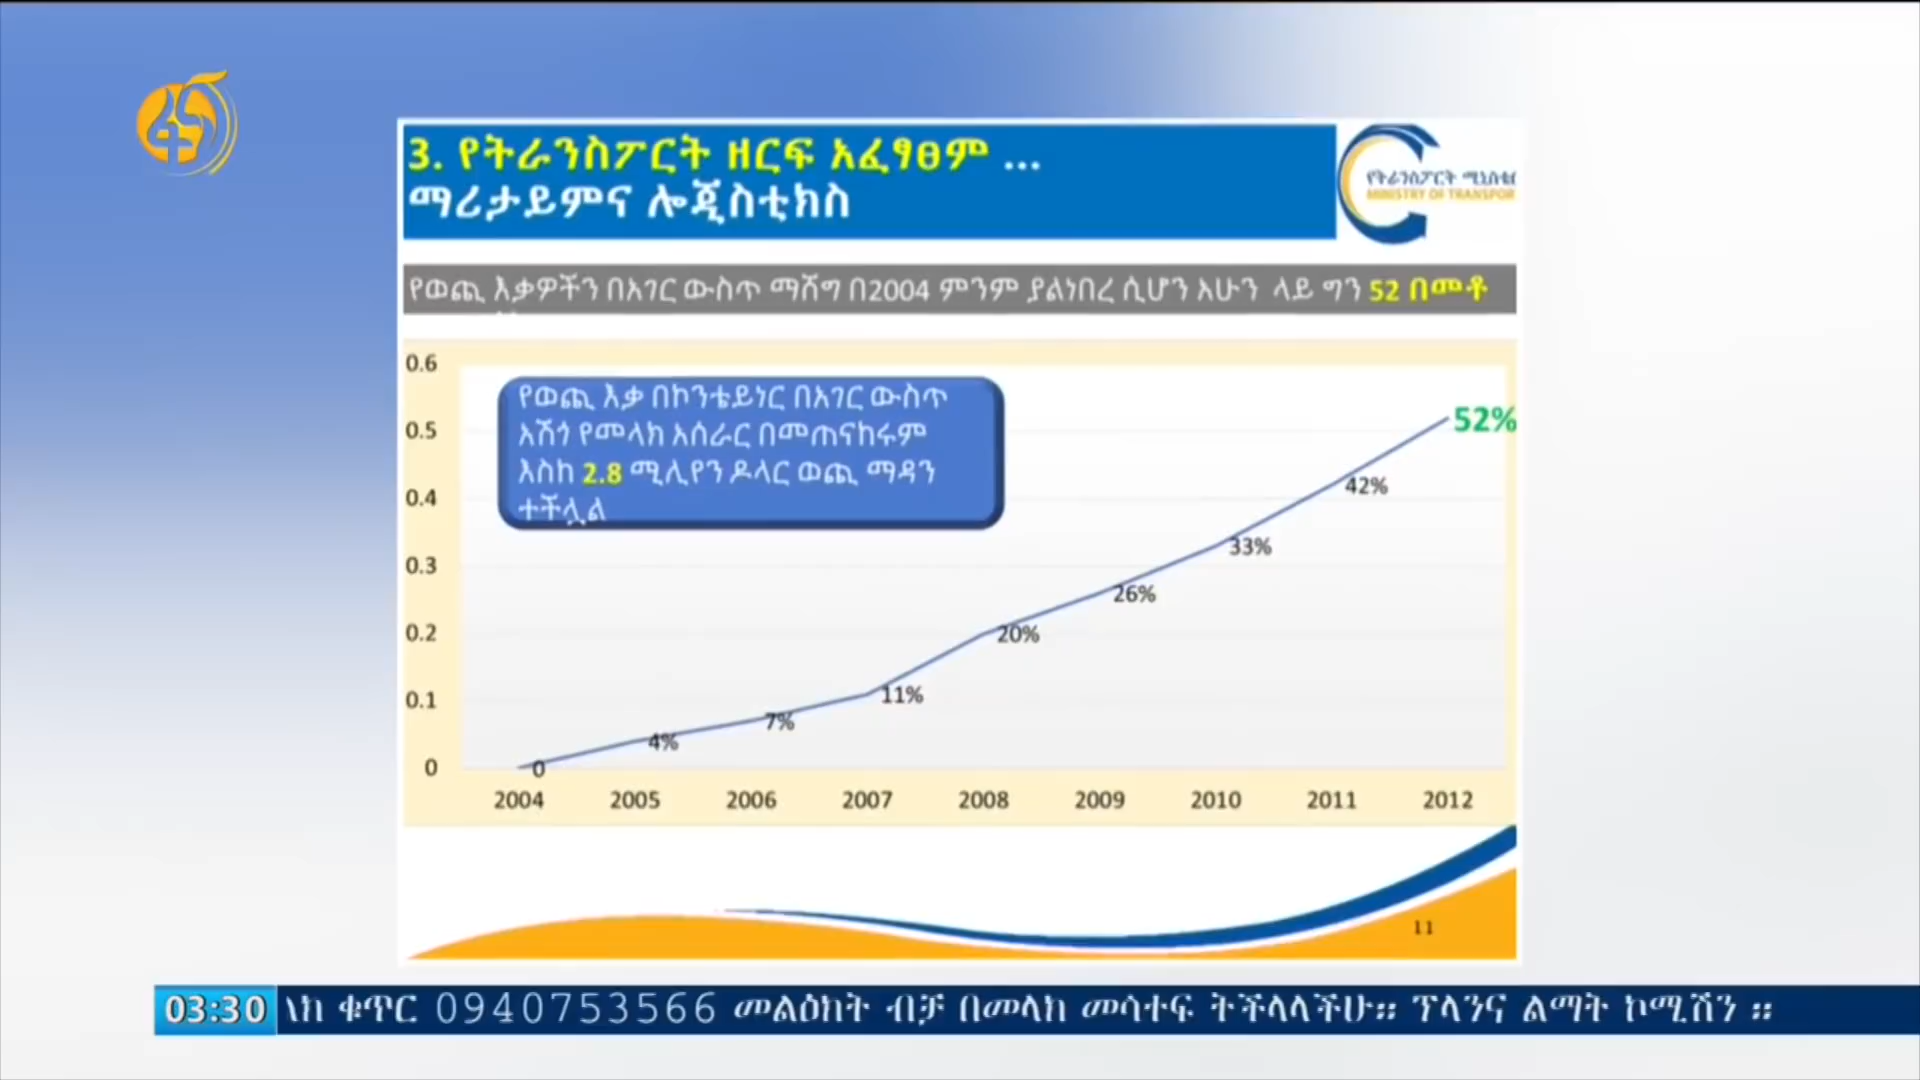 ፋና
3. የትራንስፖርት ዘርፍ አፈፃፀም ...
ማሪታይምና ሎጂስቲክስ
የትራንስፖርት ሚኒስቴር
MINISTRY OF TRANSPOR
የወጪ እቃዎችን በአገር ውስጥ ማሸግ በ2004 ምንም ያልነበረ ሲሆን አሁን ላይ ግን 52 በመቶ
0.6
0.5
0.4
0.3
0.2
0.1
0
የወጪ እቃ በኮንቴይነር በአገር ውስጥ
አሽጎ የመላክ አሰራር በመጠናከሩም
እስከ 2.8 ሚሊየን ዶላር ወጪ ማዳን
ተችሏል
0
4%
7%
11%
20%
26%
33%
42%
52%
2004 2005 2006 2007 2008 2009 2010 2011 2012
11
03:30 ላክ ቁጥር 0940753566 መልዕክት ብቻ በመላክ መሳተፍ ትችላላችሁ። ፕላንና ልማት ኮሚሽን ።